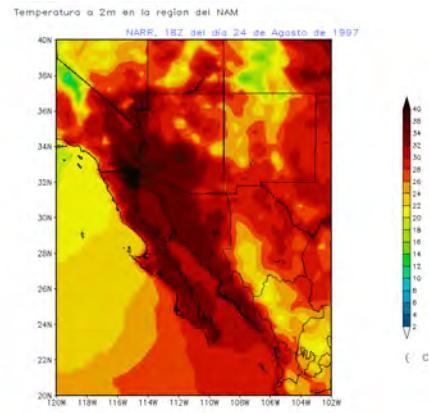 Temperatura a 2m en la region del NAM
NARR, 18Z del día 24 de Agosto de 1997
40N
38N
36N
34N
32N
30N
28N
26N
24N
22N
20N
120W 118W 116W 114W 112W 110W 108W 106W 104W 102W
40
38
36
34
32
30
28
26
24
22
20
18
16
14
12
10
8
6
4
2
( C